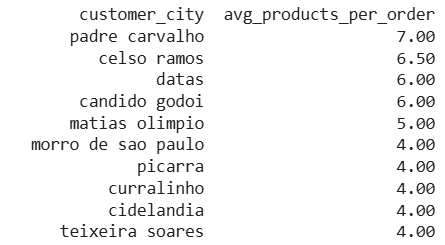 customer_city avg_products_per_order
padre carvalho 7.00
celso ramos 6.50
datas 6.00
candido godoi 6.00
matias olimpio 5.00
morro de sao paulo 4.00
picarra 4.00
curralinho 4.00
cidelandia 4.00
teixeira soares 4.00